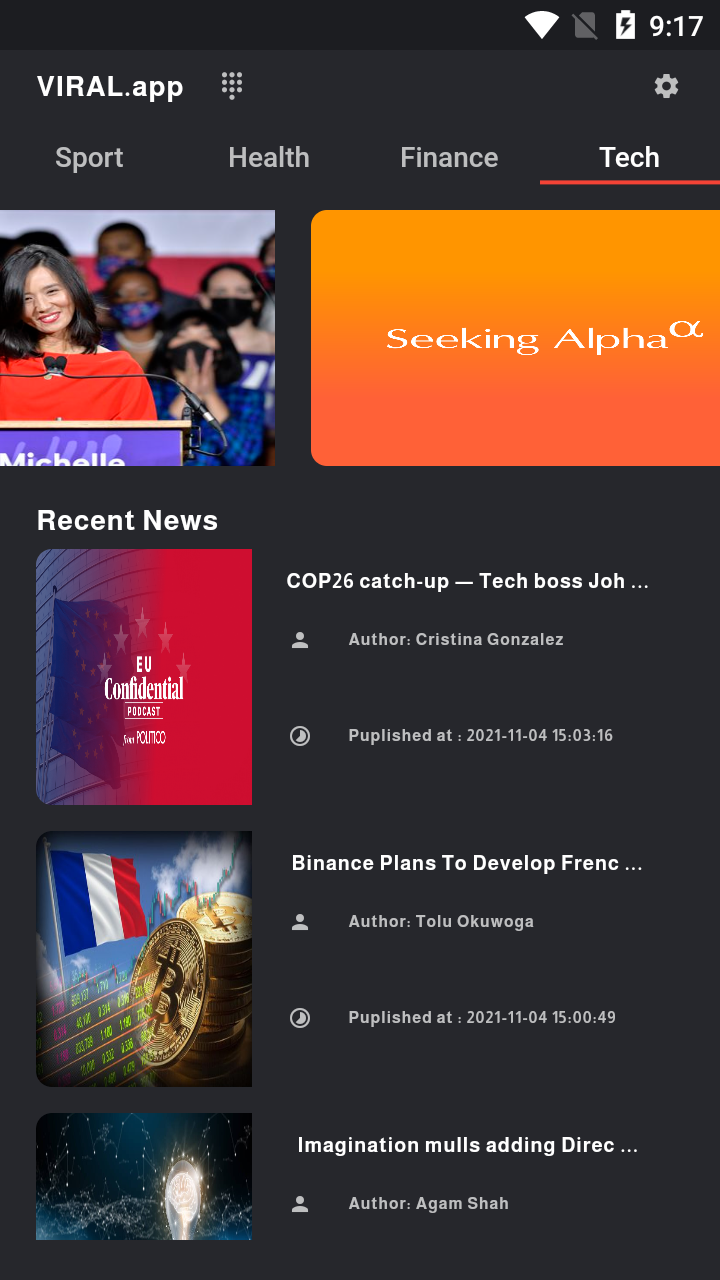 9:17
VIRAL.app
Sport Health Finance Tech
Michelle
Seeking Alphaα
Recent News
EU
Confidential
PODCAST
from POLITICO
COP26 catch-up — Tech boss Joh ...
Author: Cristina Gonzalez
Puplished at : 2021-11-04 15:03:16
Binance Plans To Develop Frenc ...
Author: Tolu Okuwoga
Puplished at : 2021-11-04 15:00:49
Imagination mulls adding Direc ...
Author: Agam Shah